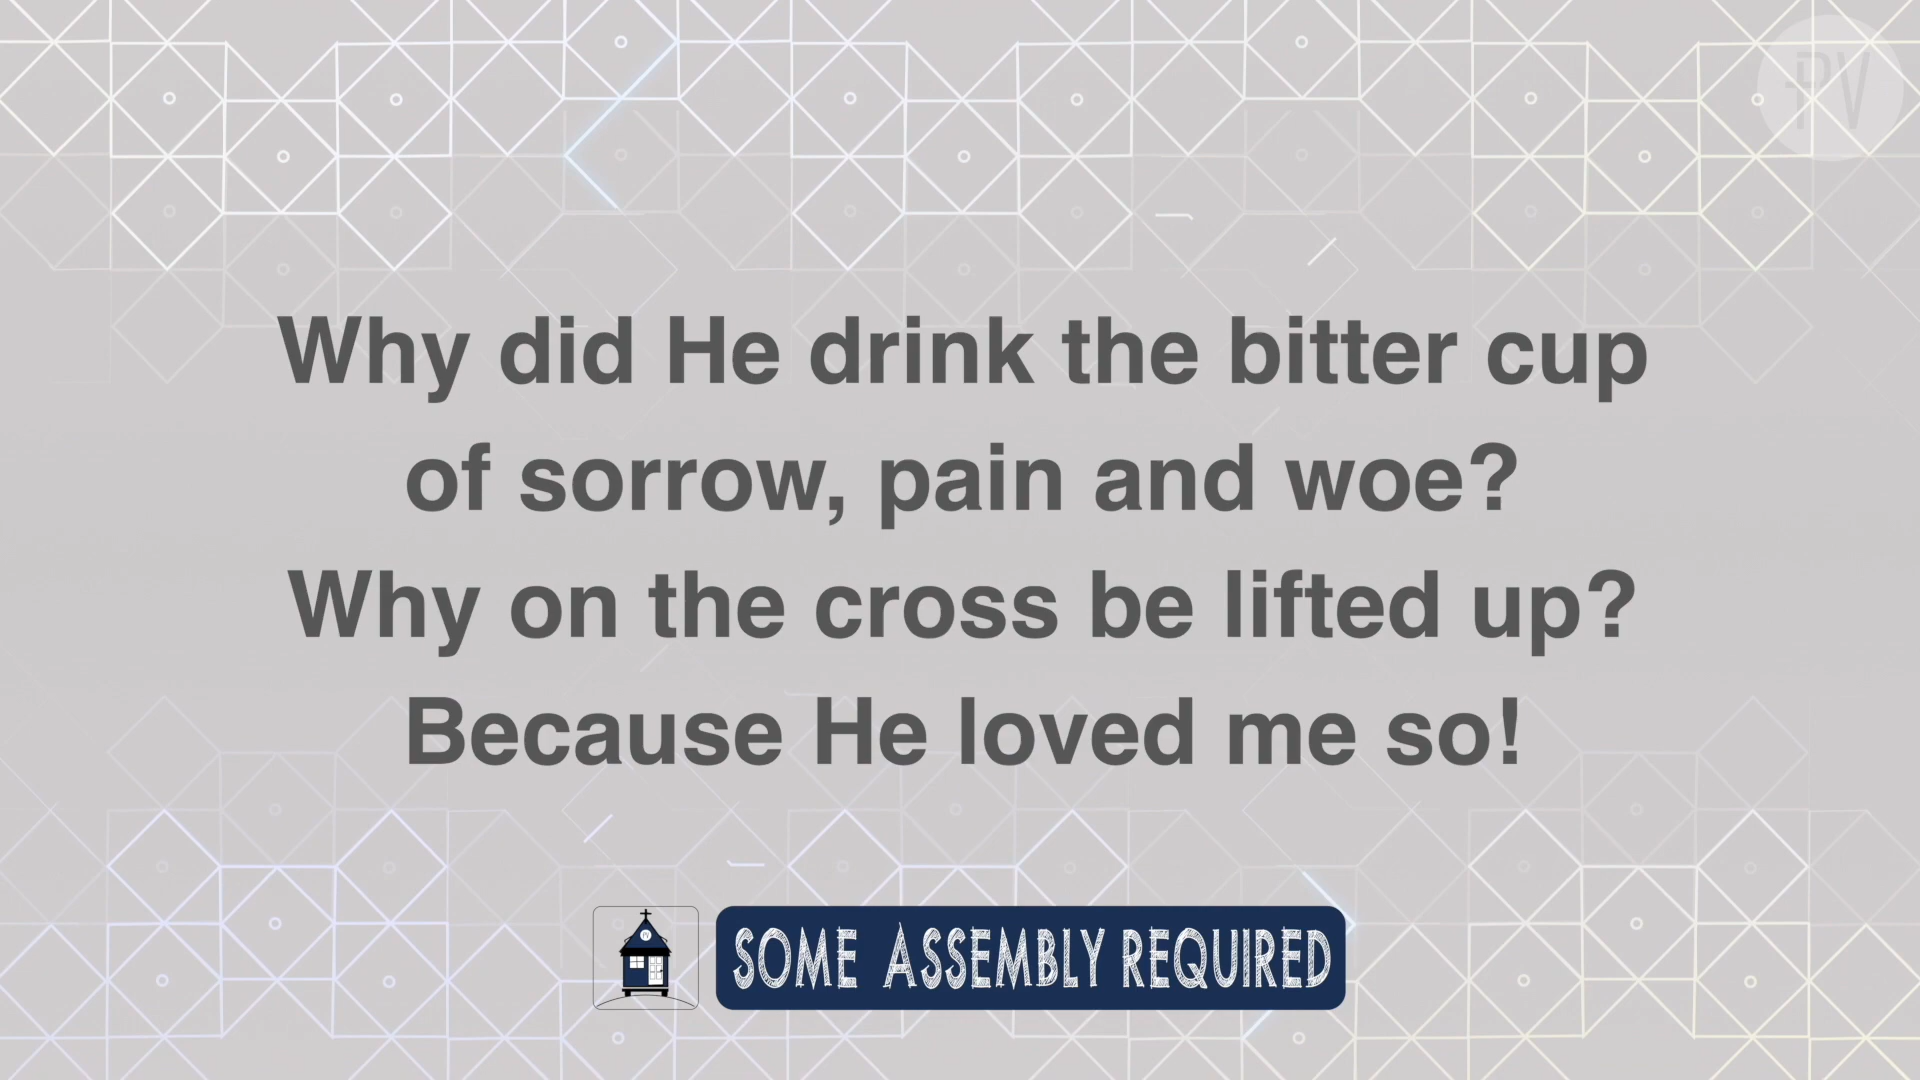 PV
Why did He drink the bitter cup
of sorrow, pain and woe?
Why on the cross be lifted up?
Because He loved me so!
SOME ASSEMBLY REQUIRED